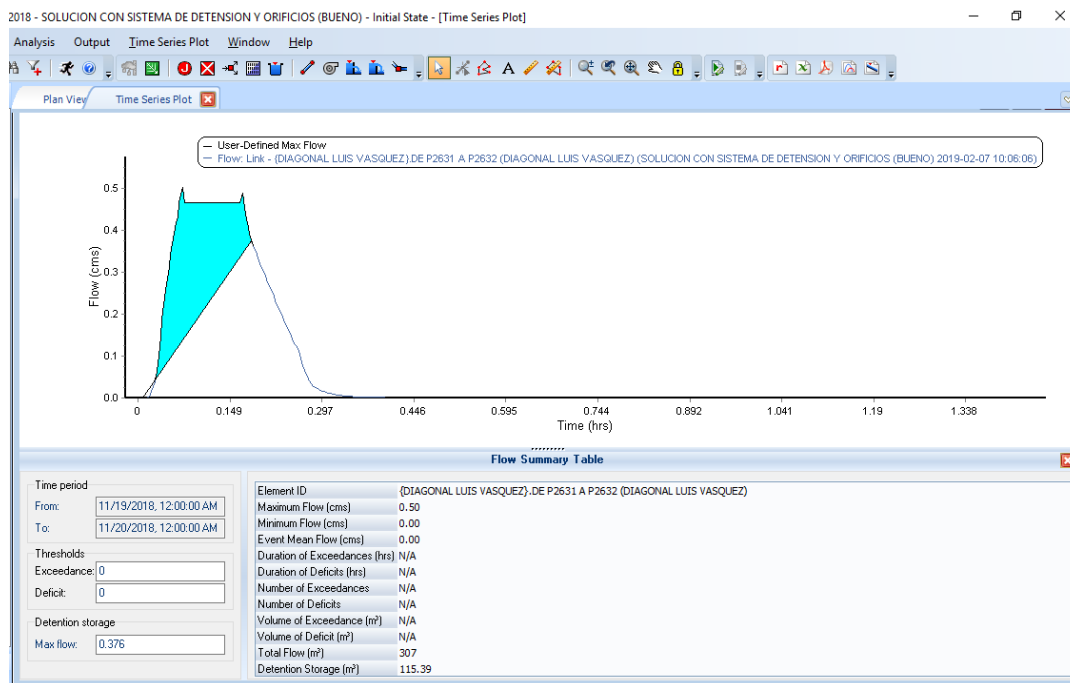 2018 - SOLUCION CON SISTEMA DE DETENSION Y ORIFICIOS (BUENO) - Initial State - [Time Series Plot]
Analysis Output Time Series Plot Window Help
Plan View Time Series Plot
User-Defined Max Flow
Flow: Link - {DIAGONAL LUIS VASQUEZ}.DE P2631 A P2632 (DIAGONAL LUIS VASQUEZ) (SOLUCION CON SISTEMA DE DETENSION Y ORIFICIOS (BUENO) 2019-02-07 10:06:06)
0.5
0.4
0.3
0.2
0.1
0.0
Flow (cms)
0 0.149 0.297 0.446 0.595 0.744 0.892 1.041 1.19 1.338
Time (hrs)
Flow Summary Table
Time period
From: 11/19/2018, 12:00:00 AM
To: 11/20/2018, 12:00:00 AM
Thresholds
Exceedance: 0
Deficit: 0
Detention storage
Max flow: 0.376
Element ID {DIAGONAL LUIS VASQUEZ}.DE P2631 A P2632 (DIAGONAL LUIS VASQUEZ)
Maximum Flow (cms) 0.50
Minimum Flow (cms) 0.00
Event Mean Flow (cms) 0.00
Duration of Exceedances (hrs) N/A
Duration of Deficits (hrs) N/A
Number of Exceedances N/A
Number of Deficits N/A
Volume of Exceedance (m³) N/A
Volume of Deficit (m³) N/A
Total Flow (m³) 307
Detention Storage (m³) 115.39